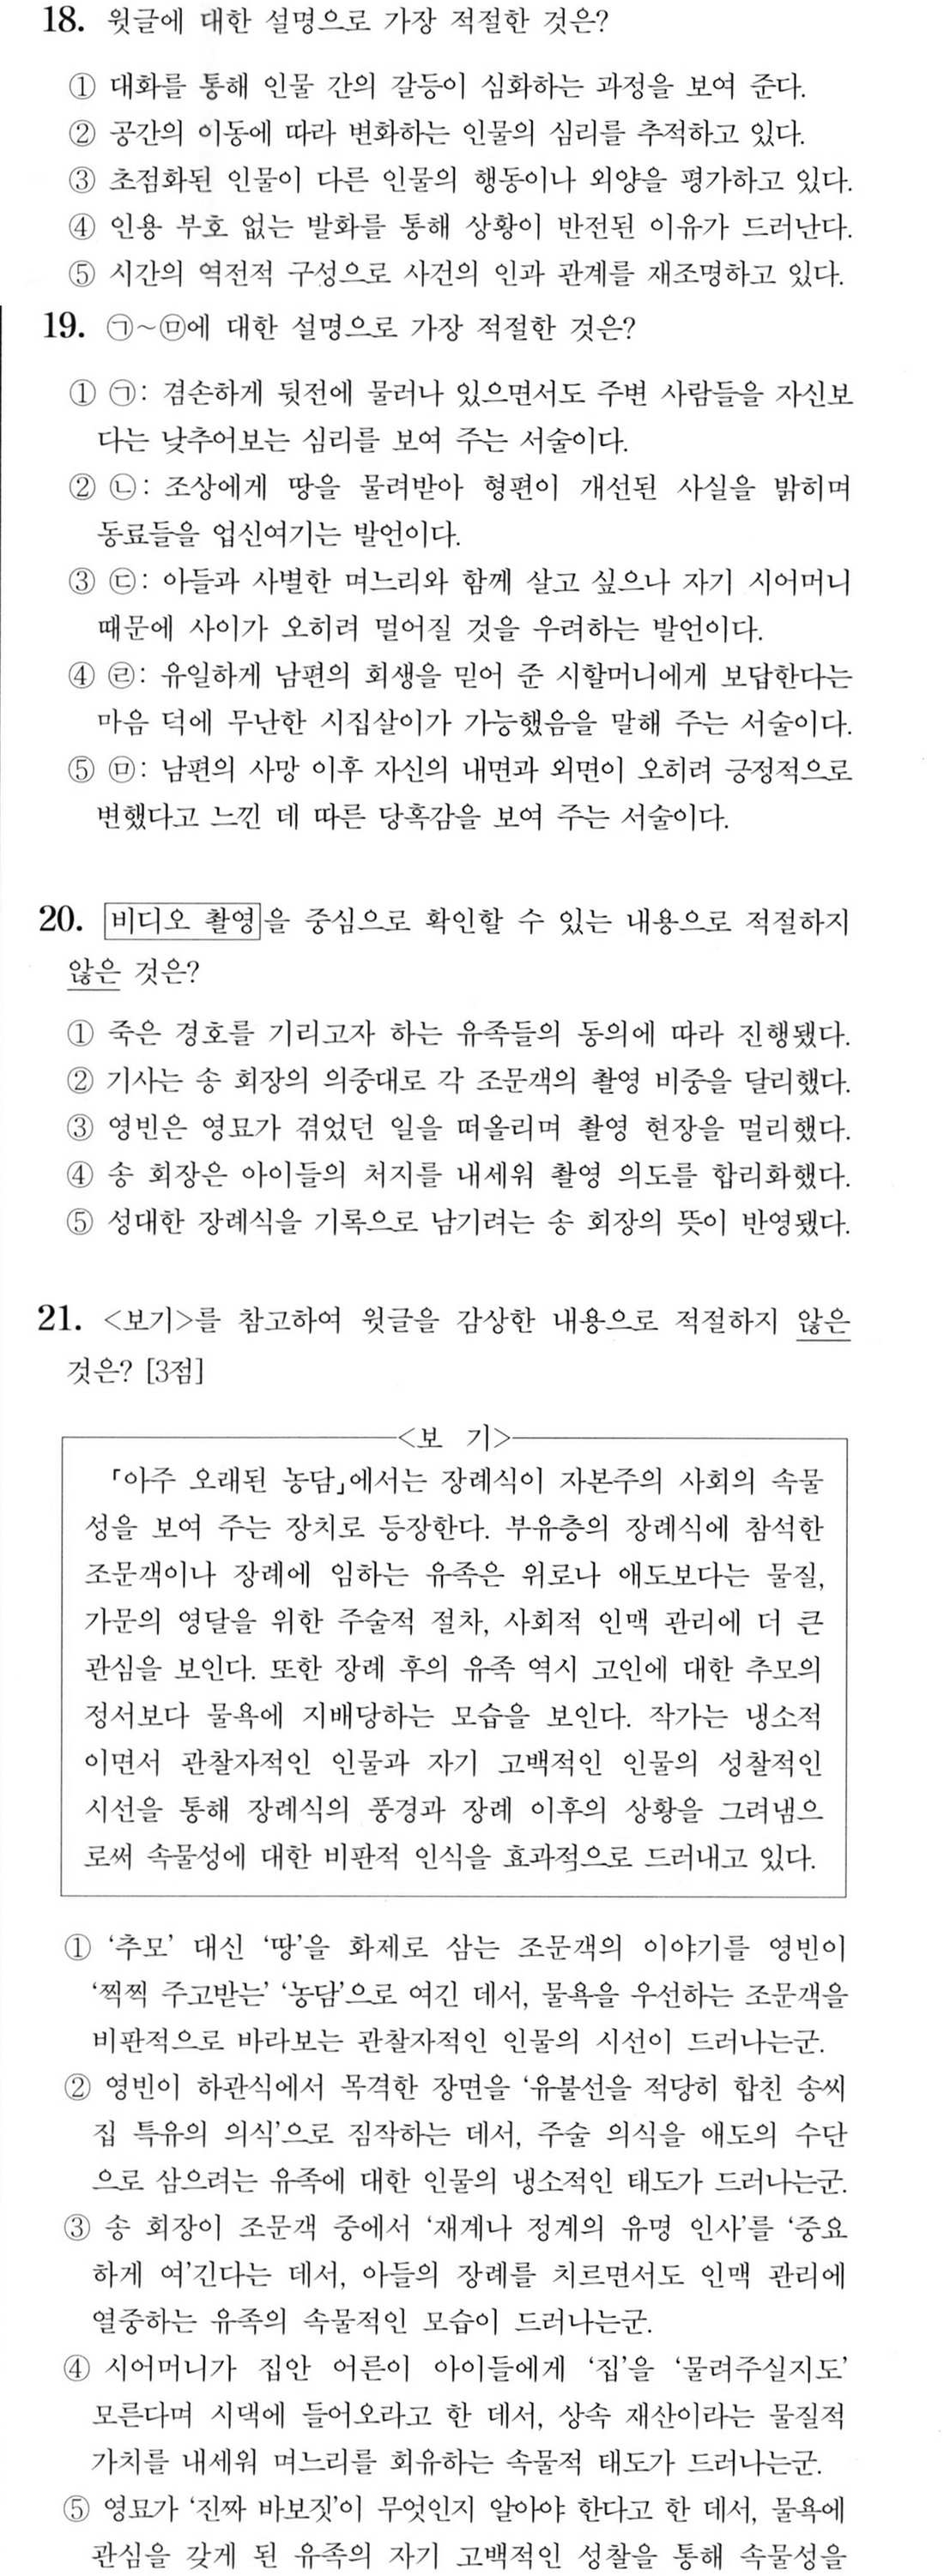 18. 윗글에 대한 설명으로 가장 적절한 것은?
① 대화를 통해 인물 간의 갈등이 심화하는 과정을 보여 준다.
② 공간의 이동에 따라 변화하는 인물의 심리를 추적하고 있다.
③ 초점화된 인물이 다른 인물의 행동이나 외양을 평가하고 있다.
④ 인용 부호 없는 발화를 통해 상황이 반전된 이유가 드러난다.
⑤ 시간의 역전적 구성으로 사건의 인과 관계를 재조명하고 있다.
19. ㉠~㉤에 대한 설명으로 가장 적절한 것은?
① ㉠: 겸손하게 뒷전에 물러나 있으면서도 주변 사람들을 자신보
다는 낮추어보는 심리를 보여 주는 서술이다.
② ㉡: 조상에게 땅을 물려받아 형편이 개선된 사실을 밝히며
동료들을 업신여기는 발언이다.
③ ㉢: 아들과 사별한 며느리와 함께 살고 싶으나 자기 시어머니
때문에 사이가 오히려 멀어질 것을 우려하는 발언이다.
④ ㉣: 유일하게 남편의 회생을 믿어 준 시할머니에게 보답한다는
마음 덕에 무난한 시집살이가 가능했음을 말해 주는 서술이다.
⑤ ㉤: 남편의 사망 이후 자신의 내면과 외면이 오히려 긍정적으로
변했다고 느낀 데 따른 당혹감을 보여 주는 서술이다.
20. 비디오 촬영을 중심으로 확인할 수 있는 내용으로 적절하지
않은 것은?
① 죽은 경호를 기리고자 하는 유족들의 동의에 따라 진행됐다.
② 기사는 송 회장의 의중대로 각 조문객의 촬영 비중을 달리했다.
③ 영빈은 영묘가 겪었던 일을 떠올리며 촬영 현장을 멀리했다.
④ 송 회장은 아이들의 처지를 내세워 촬영 의도를 합리화했다.
⑤ 성대한 장례식을 기록으로 남기려는 송 회장의 뜻이 반영됐다.
21. <보기>를 참고하여 윗글을 감상한 내용으로 적절하지 않은
것은? [3점]
<보 기>
「아주 오래된 농담」에서는 장례식이 자본주의 사회의 속물
성을 보여 주는 장치로 등장한다. 부유층의 장례식에 참석한
조문객이나 장례에 임하는 유족은 위로나 애도보다는 물질,
가문의 영달을 위한 주술적 절차, 사회적 인맥 관리에 더 큰
관심을 보인다. 또한 장례 후의 유족 역시 고인에 대한 추모의
정서보다 물욕에 지배당하는 모습을 보인다. 작가는 냉소적
이면서 관찰자적인 인물과 자기 고백적인 인물의 성찰적인
시선을 통해 장례식의 풍경과 장례 이후의 상황을 그려냄으
로써 속물성에 대한 비판적 인식을 효과적으로 드러내고 있다.
① ‘추모’ 대신 ‘땅’을 화제로 삼는 조문객의 이야기를 영빈이
‘찍찍 주고받는’ ‘농담’으로 여긴 데서, 물욕을 우선하는 조문객을
비판적으로 바라보는 관찰자적인 인물의 시선이 드러나는군.
② 영빈이 하관식에서 목격한 장면을 ‘유불선을 적당히 합친 송씨
집 특유의 의식’으로 짐작하는 데서, 주술 의식을 애도의 수단
으로 삼으려는 유족에 대한 인물의 냉소적인 태도가 드러나는군.
③ 송 회장이 조문객 중에서 ‘재계나 정계의 유명 인사’를 ‘중요
하게 여’긴다는 데서, 아들의 장례를 치르면서도 인맥 관리에
열중하는 유족의 속물적인 모습이 드러나는군.
④ 시어머니가 집안 어른이 아이들에게 ‘집’을 ‘물려주실지도’
모른다며 시댁에 들어오라고 한 데서, 상속 재산이라는 물질적
가치를 내세워 며느리를 회유하는 속물적 태도가 드러나는군.
⑤ 영묘가 ‘진짜 바보짓’이 무엇인지 알아야 한다고 한 데서, 물욕에
관심을 갖게 된 유족의 자기 고백적인 성찰을 통해 속물성을